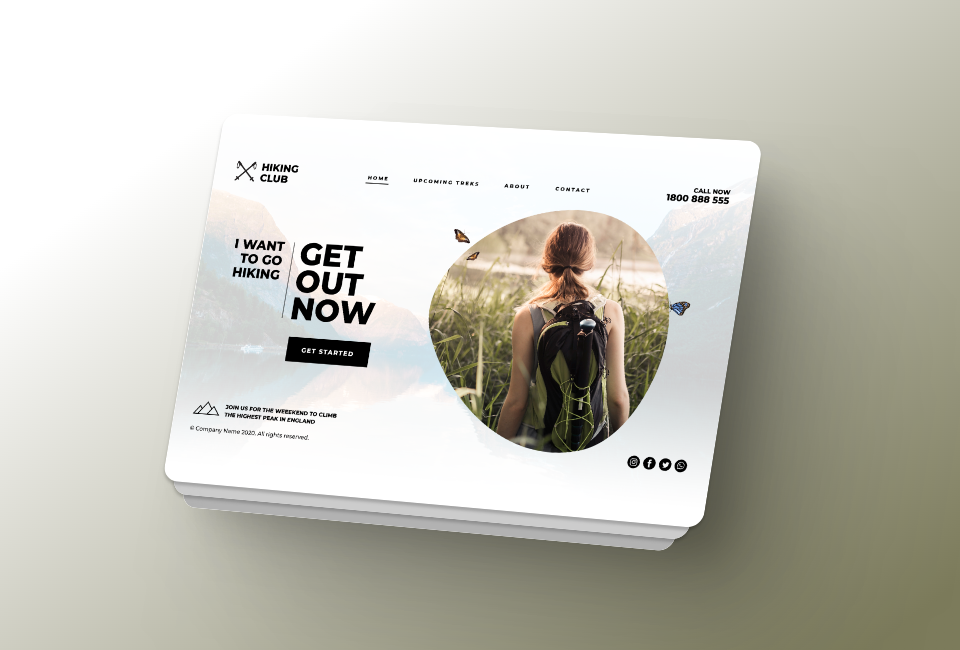 HIKING
CLUB
HOME
UPCOMING TREKS
ABOUT
CONTACT
CALL NOW
1800 888 555
I WANT
TO GO
HIKING
GET
OUT
NOW
GET STARTED
JOIN US FOR THE WEEEKEND TO CLIMB
THE HIGHEST PEAK IN ENGLAND
© Company Name 2020. All rights reserved.